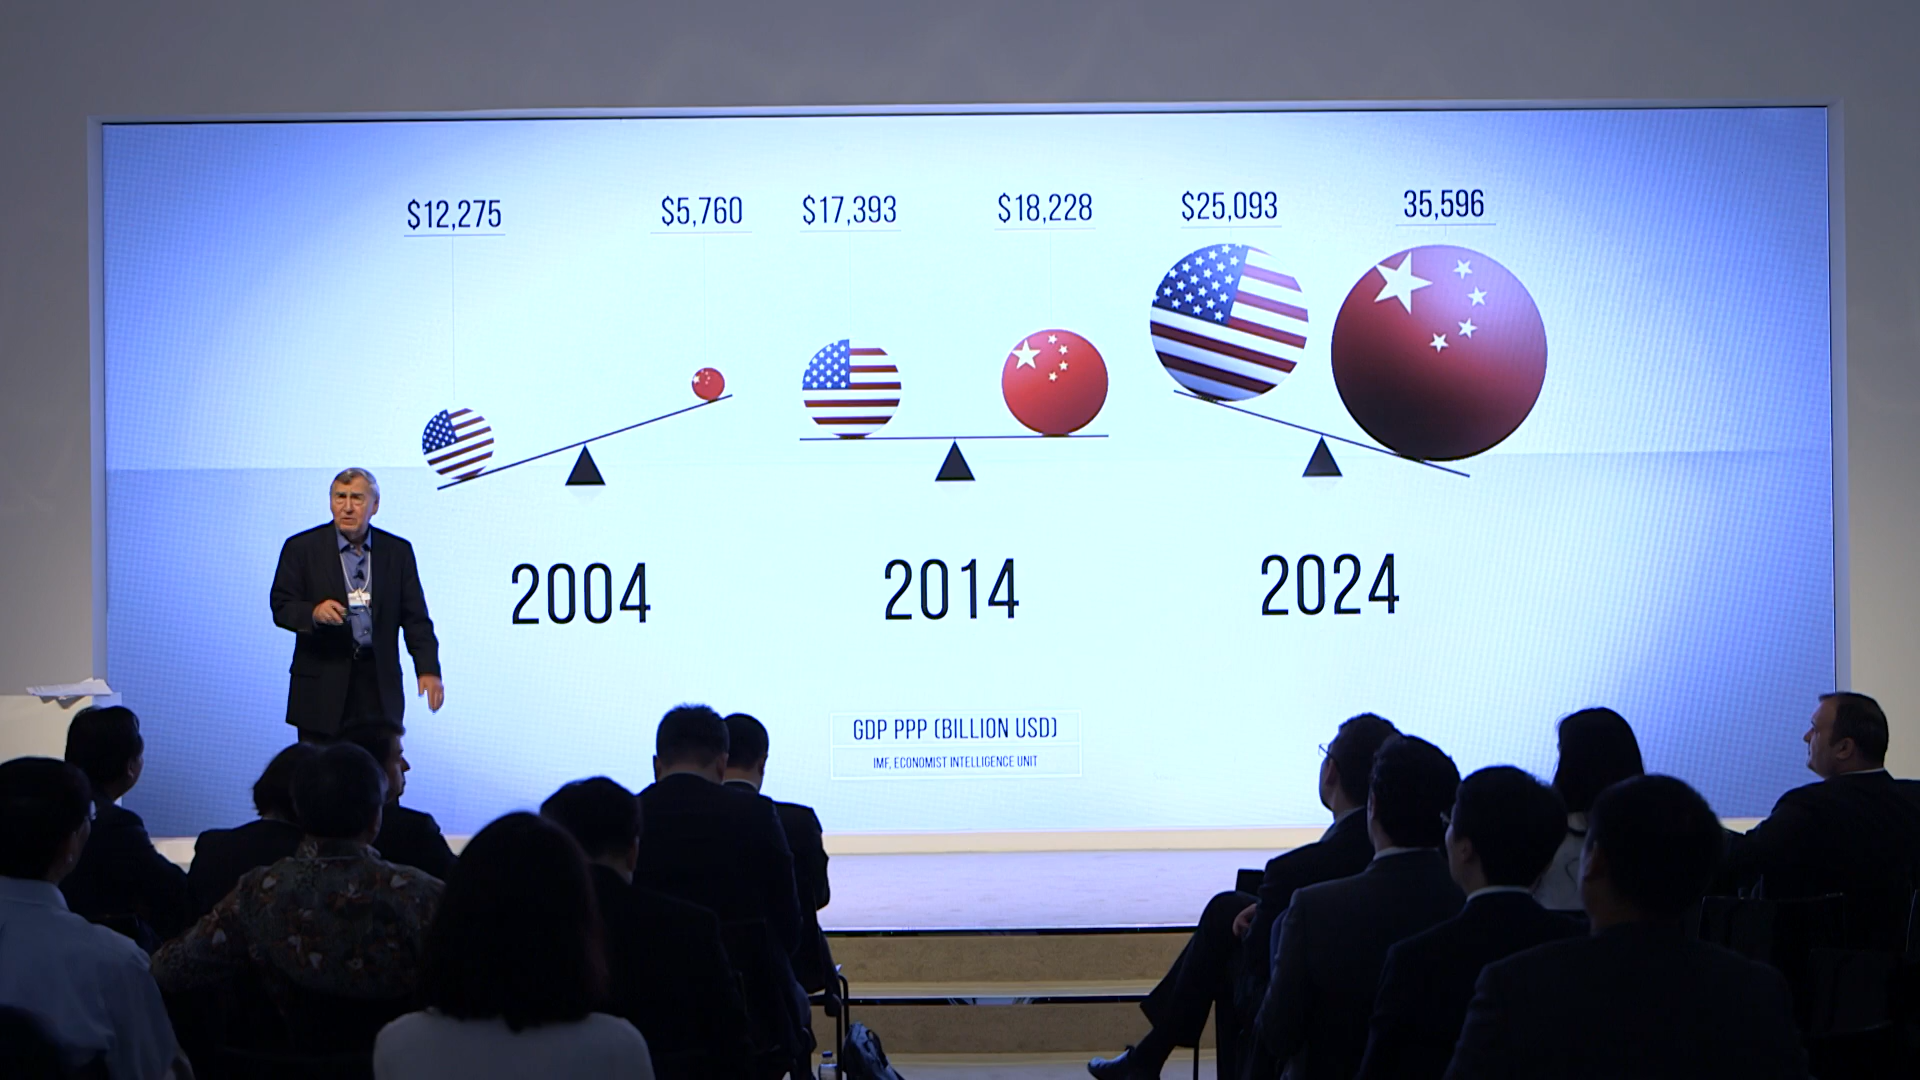 $12,275 $5,760 $17,393 $18,228 $25,093 35,596
2004 2014 2024
GDP PPP (BILLION USD)
IMF, ECONOMIST INTELLIGENCE UNIT